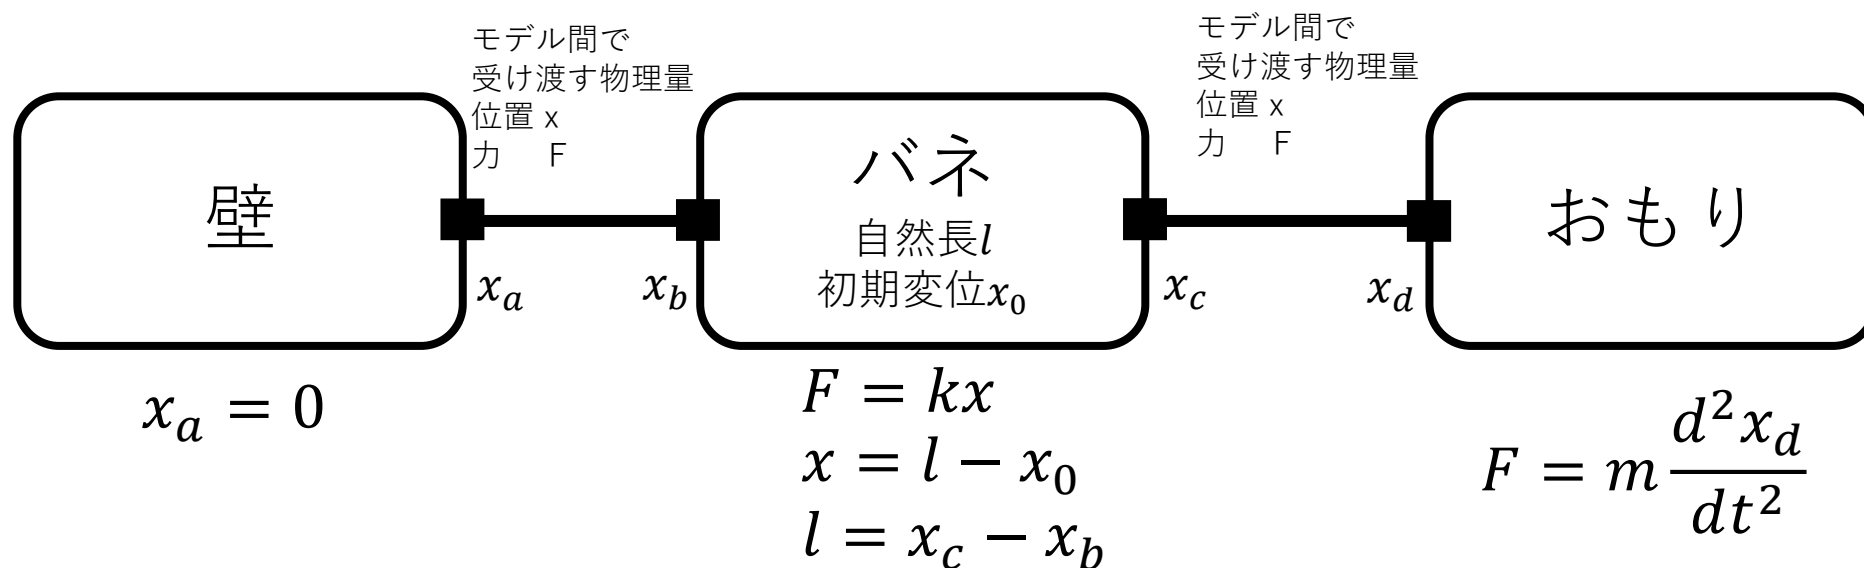 モデル間で
受け渡す物理量
位置 x
力 F
モデル間で
受け渡す物理量
位置 x
力 F
壁
バネ
自然長l
初期変位x₀
おもり
xₐ
x_b
x_c
x_d
xₐ = 0
F = kx
x = l − x₀
l = x_c − x_b
F = m d²x_d/dt²